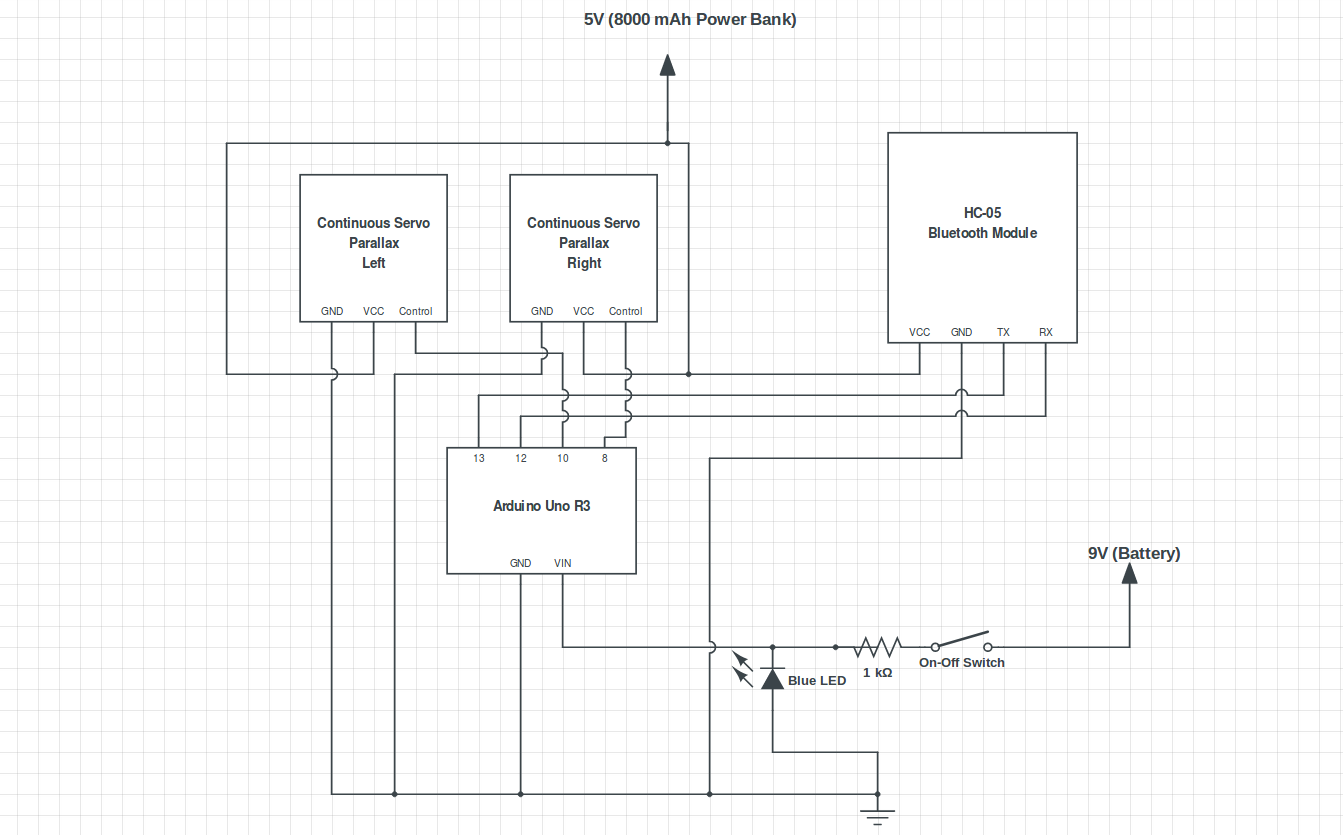 5V (8000 mAh Power Bank)
Continuous Servo
Parallax
Left
GND VCC Control
Continuous Servo
Parallax
Right
GND VCC Control
HC-05
Bluetooth Module
VCC GND TX RX
13 12 10 8
Arduino Uno R3
GND VIN
9V (Battery)
On-Off Switch
1 kΩ
Blue LED